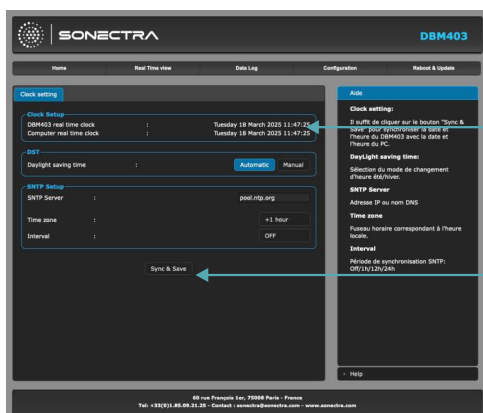 SONECTRA
DBM403
Home
Real Time view
Data Log
Configuration
Reboot & Update
Clock setting
Clock Setup
DBM403 real time clock : Tuesday 18 March 2025 11:47:25
Computer real time clock : Tuesday 18 March 2025 11:47:25
DST
Daylight saving time : Automatic Manual
SNTP Setup
SNTP Server : pool.ntp.org
Time zone : +1 hour
Interval : OFF
Sync & Save
Aide
Clock setting:
Il suffit de cliquer sur le bouton "Sync &
Save" pour synchroniser la date et
l'heure du DBM403 avec la date et
l'heure du PC.
DayLight saving time:
Sélection du mode de changement
d'heure été/hiver.
SNTP Server
Adresse IP ou nom DNS
Time zone
Fuseau horaire correspondant à l'heure
locale.
Interval
Période de synchronisation SNTP:
Off/1h/12h/24h
Help
60 rue François 1er, 75008 Paris - France
Tel: +33(0)1.85.09.21.25 - Contact : sonectra@sonectra.com - www.sonectra.com